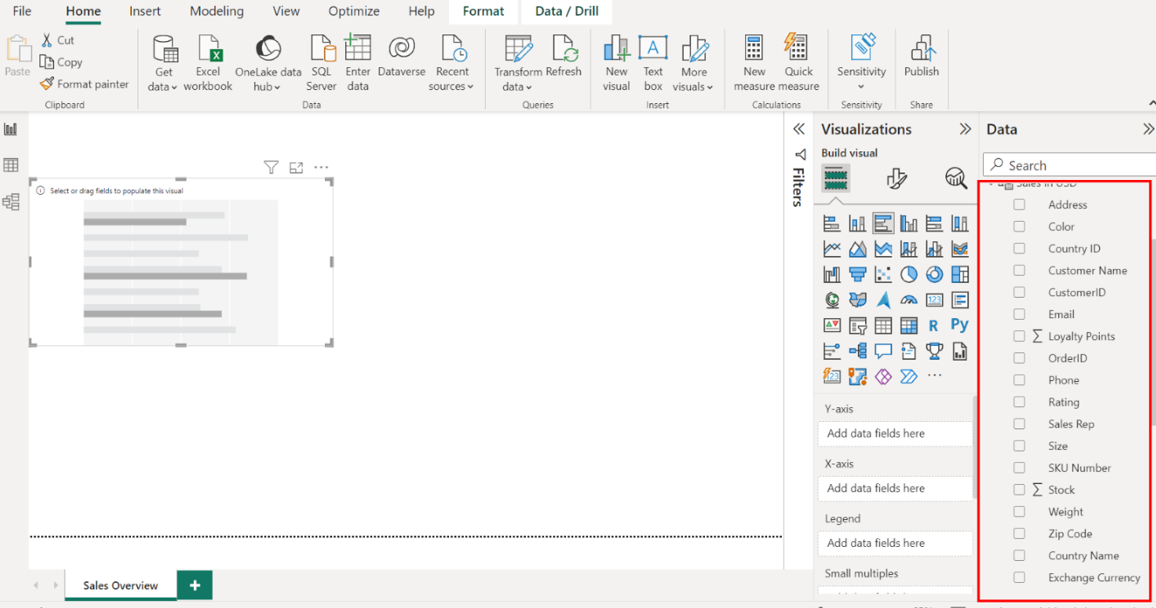 File Home Insert Modeling View Optimize Help Format Data / Drill
Cut
Copy
Format painter
Paste
Clipboard
Get data
Excel workbook
OneLake data hub
SQL Server
Enter data
Dataverse
Recent sources
Data
Transform data
Refresh
Queries
New visual
Text box
More visuals
Insert
New measure
Quick measure
Calculations
Sensitivity
Sensitivity
Publish
Share
Select or drag fields to populate this visual
Filters
Visualizations
Build visual
123
R
Py
123
Y-axis
Add data fields here
X-axis
Add data fields here
Legend
Add data fields here
Small multiples
Data
Search
Sales in USD
Address
Color
Country ID
Customer Name
CustomerID
Email
∑ Loyalty Points
OrderID
Phone
Rating
Sales Rep
Size
SKU Number
∑ Stock
Weight
Zip Code
Country Name
Exchange Currency
Sales Overview